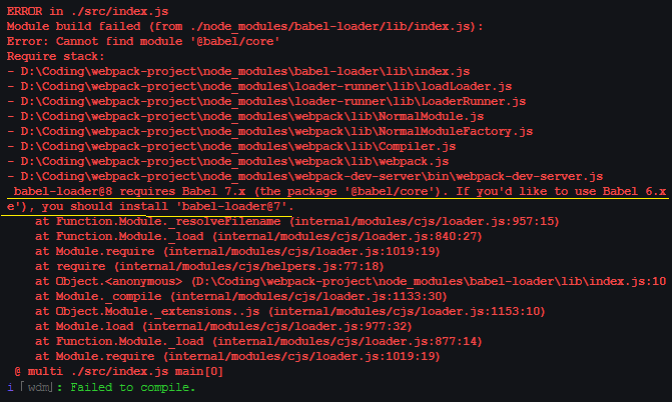 ERROR in ./src/index.js
Module build failed (from ./node_modules/babel-loader/lib/index.js):
Error: Cannot find module '@babel/core'
Require stack:
- D:\Coding\webpack-project\node_modules\babel-loader\lib\index.js
- D:\Coding\webpack-project\node_modules\loader-runner\lib\loadLoader.js
- D:\Coding\webpack-project\node_modules\loader-runner\lib\LoaderRunner.js
- D:\Coding\webpack-project\node_modules\webpack\lib\NormalModule.js
- D:\Coding\webpack-project\node_modules\webpack\lib\NormalModuleFactory.js
- D:\Coding\webpack-project\node_modules\webpack\lib\Compiler.js
- D:\Coding\webpack-project\node_modules\webpack\lib\webpack.js
- D:\Coding\webpack-project\node_modules\webpack-dev-server\bin\webpack-dev-server.js
babel-loader@8 requires Babel 7.x (the package '@babel/core'). If you'd like to use Babel 6.x
e'), you should install 'babel-loader@7'.
at Function.Module._resolveFilename (internal/modules/cjs/loader.js:957:15)
at Function.Module._load (internal/modules/cjs/loader.js:840:27)
at Module.require (internal/modules/cjs/loader.js:1019:19)
at require (internal/modules/cjs/helpers.js:77:18)
at Object.<anonymous> (D:\Coding\webpack-project\node_modules\babel-loader\lib\index.js:10
at Module._compile (internal/modules/cjs/loader.js:1133:30)
at Object.Module._extensions..js (internal/modules/cjs/loader.js:1153:10)
at Module.load (internal/modules/cjs/loader.js:977:32)
at Function.Module._load (internal/modules/cjs/loader.js:877:14)
at Module.require (internal/modules/cjs/loader.js:1019:19)
@ multi ./src/index.js main[0]
i ｢wdm｣: Failed to compile.